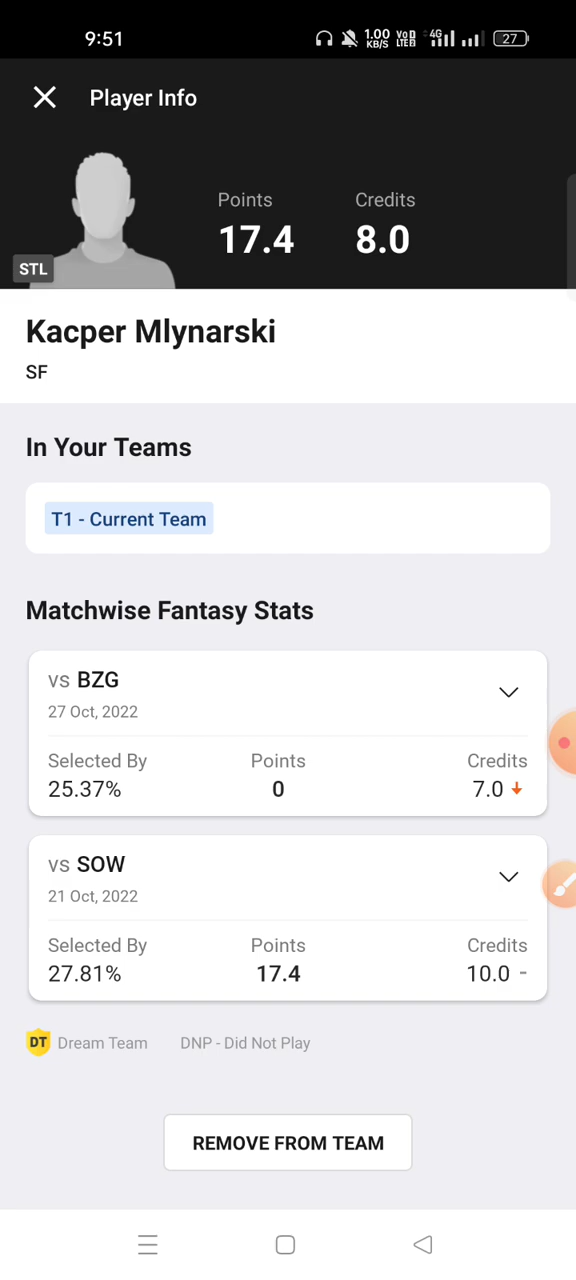 9:51
1.00 KB/S VoD LTE2 4G 27
Player Info
Points Credits
17.4 8.0
STL
Kacper Mlynarski
SF
In Your Teams
T1 - Current Team
Matchwise Fantasy Stats
vs BZG
27 Oct, 2022
Selected By Points Credits
25.37% 0 7.0
vs SOW
21 Oct, 2022
Selected By Points Credits
27.81% 17.4 10.0 -
DT Dream Team DNP - Did Not Play
REMOVE FROM TEAM